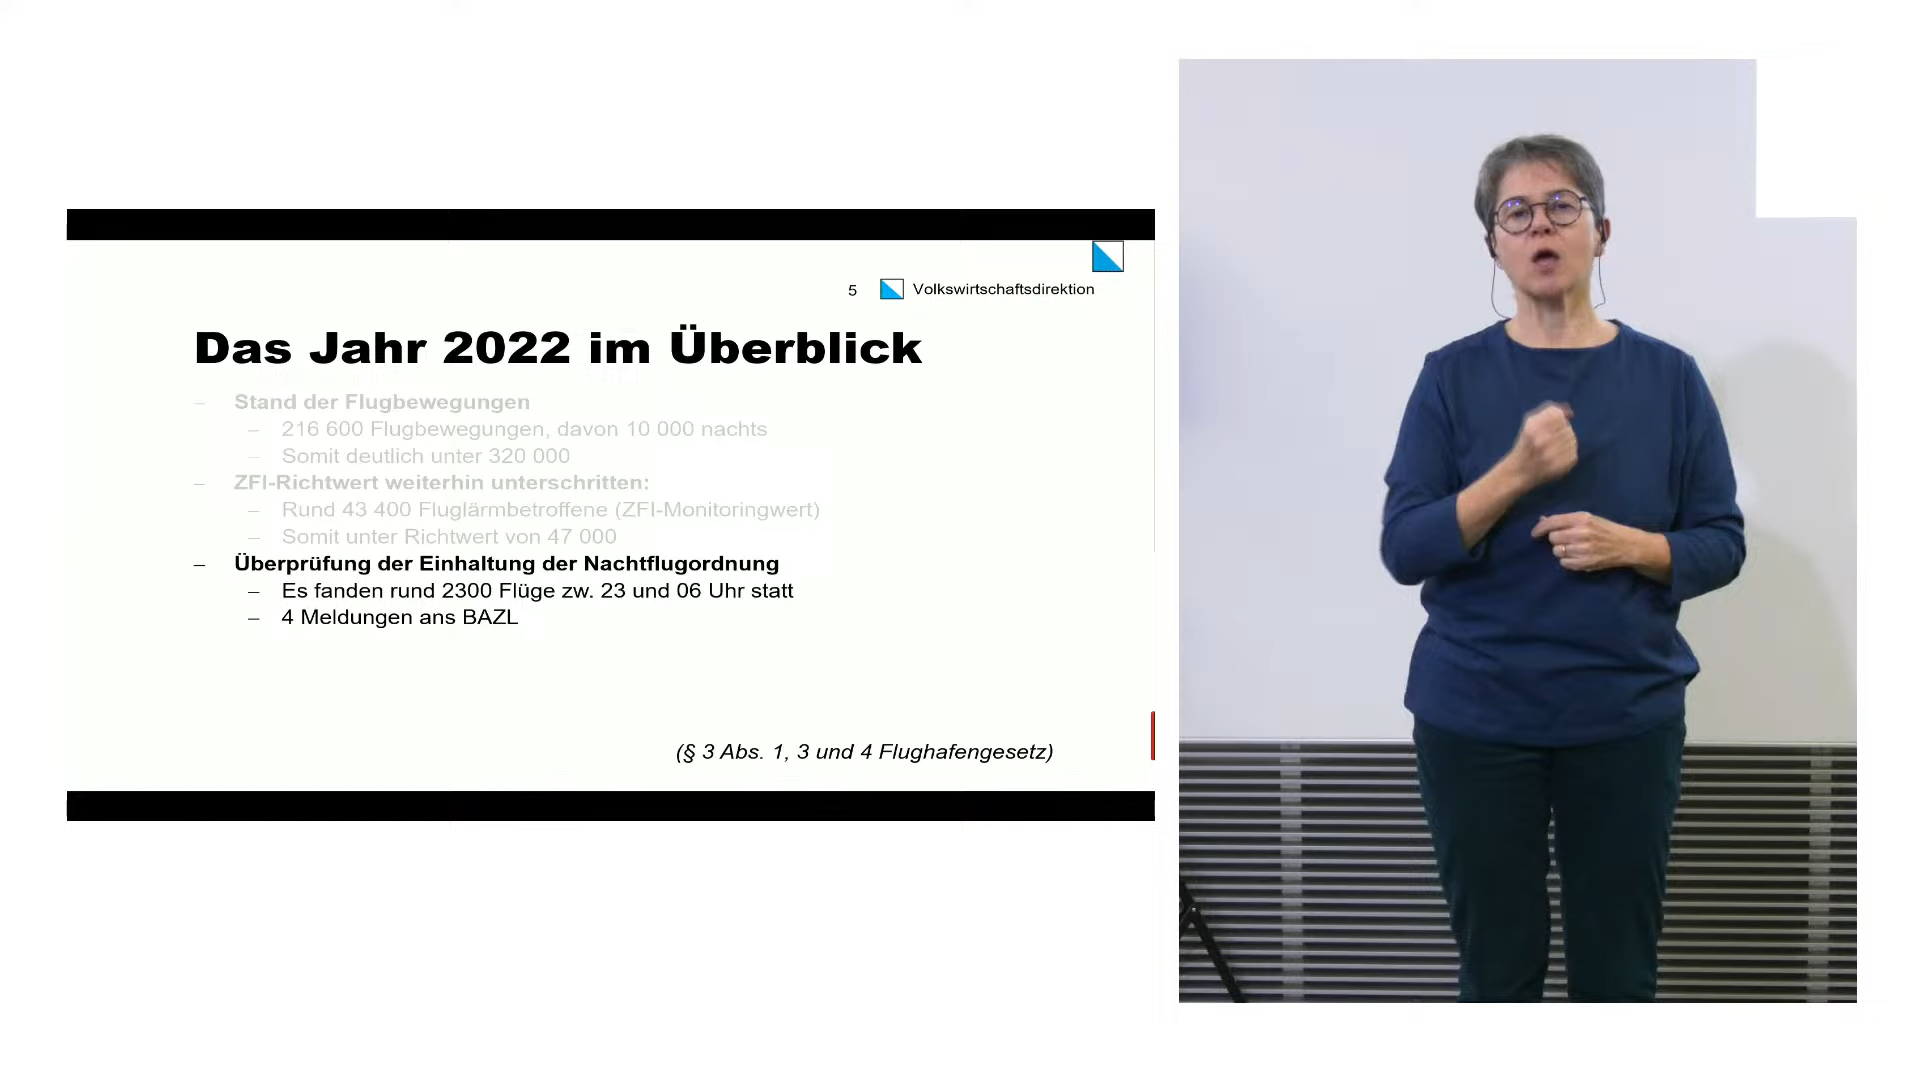 5 Volkswirtschaftsdirektion
Das Jahr 2022 im Überblick
– Stand der Flugbewegungen
– 216 600 Flugbewegungen, davon 10 000 nachts
– Somit deutlich unter 320 000
– ZFI-Richtwert weiterhin unterschritten:
– Rund 43 400 Fluglärmbetroffene (ZFI-Monitoringwert)
– Somit unter Richtwert von 47 000
– Überprüfung der Einhaltung der Nachtflugordnung
– Es fanden rund 2300 Flüge zw. 23 und 06 Uhr statt
– 4 Meldungen ans BAZL
(§ 3 Abs. 1, 3 und 4 Flughafengesetz)